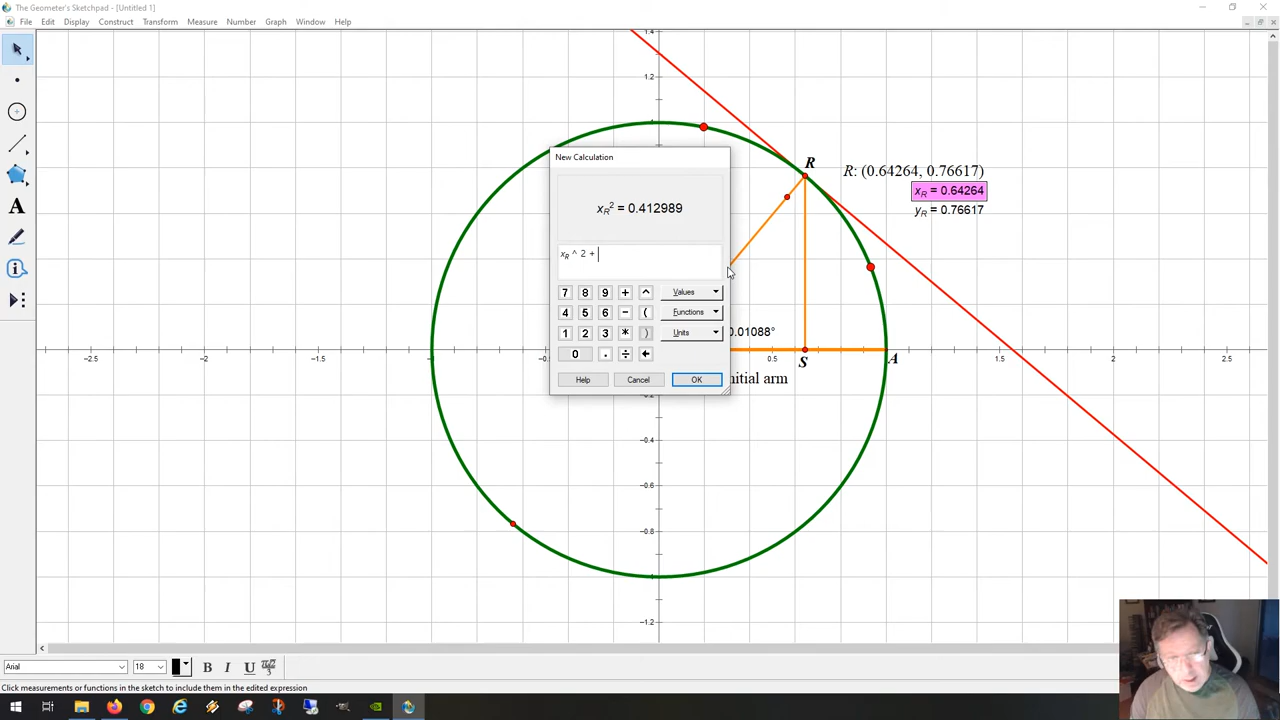 The Geometer's Sketchpad - [Untitled 1]
File Edit Display Construct Transform Measure Number Graph Window Help
1.4
1.2
1
-2.5 -2 -1.5 0.5 1.5 2 2.5
-0.4
-0.6
-0.8
-1
-1.2
R
R: (0.64264, 0.76617)
xR = 0.64264
yR = 0.76617
0.01088°
S
A
New Calculation
xR² = 0.412989
xR ^ 2 +
7 8 9 + ^ Values
4 5 6 - ( Functions
1 2 3 * ) Units
0 . ÷ ←
Help Cancel OK
Arial 18 B I U
Click measurements or functions in the sketch to include them in the edited expression